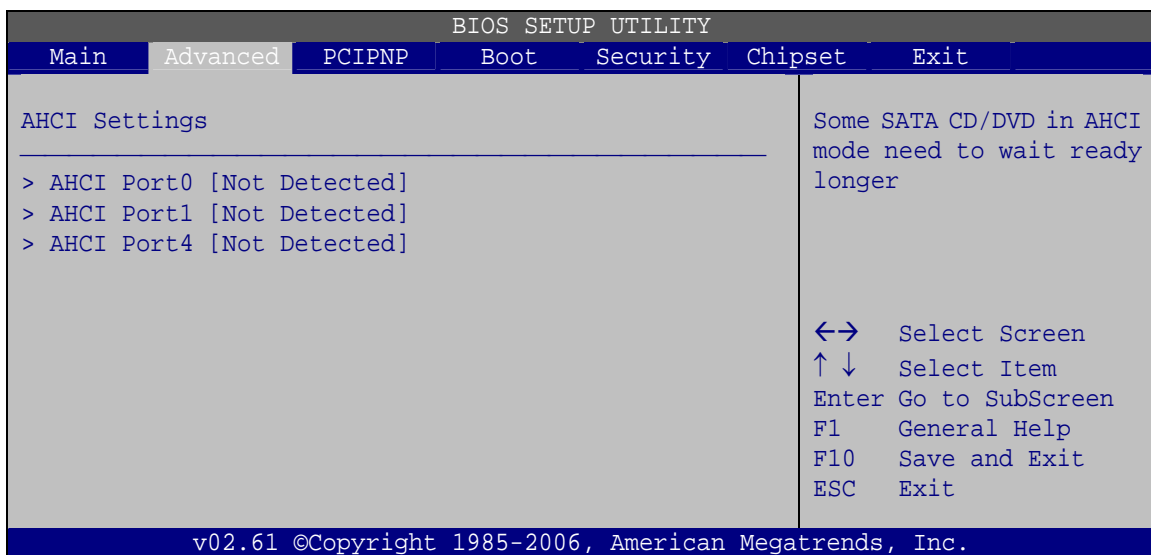 BIOS SETUP UTILITY
Main Advanced PCIPNP Boot Security Chipset Exit
AHCI Settings
> AHCI Port0 [Not Detected]
> AHCI Port1 [Not Detected]
> AHCI Port4 [Not Detected]
Some SATA CD/DVD in AHCI
mode need to wait ready
longer
←→ Select Screen
↑ ↓ Select Item
Enter Go to SubScreen
F1 General Help
F10 Save and Exit
ESC Exit
v02.61 ©Copyright 1985-2006, American Megatrends, Inc.